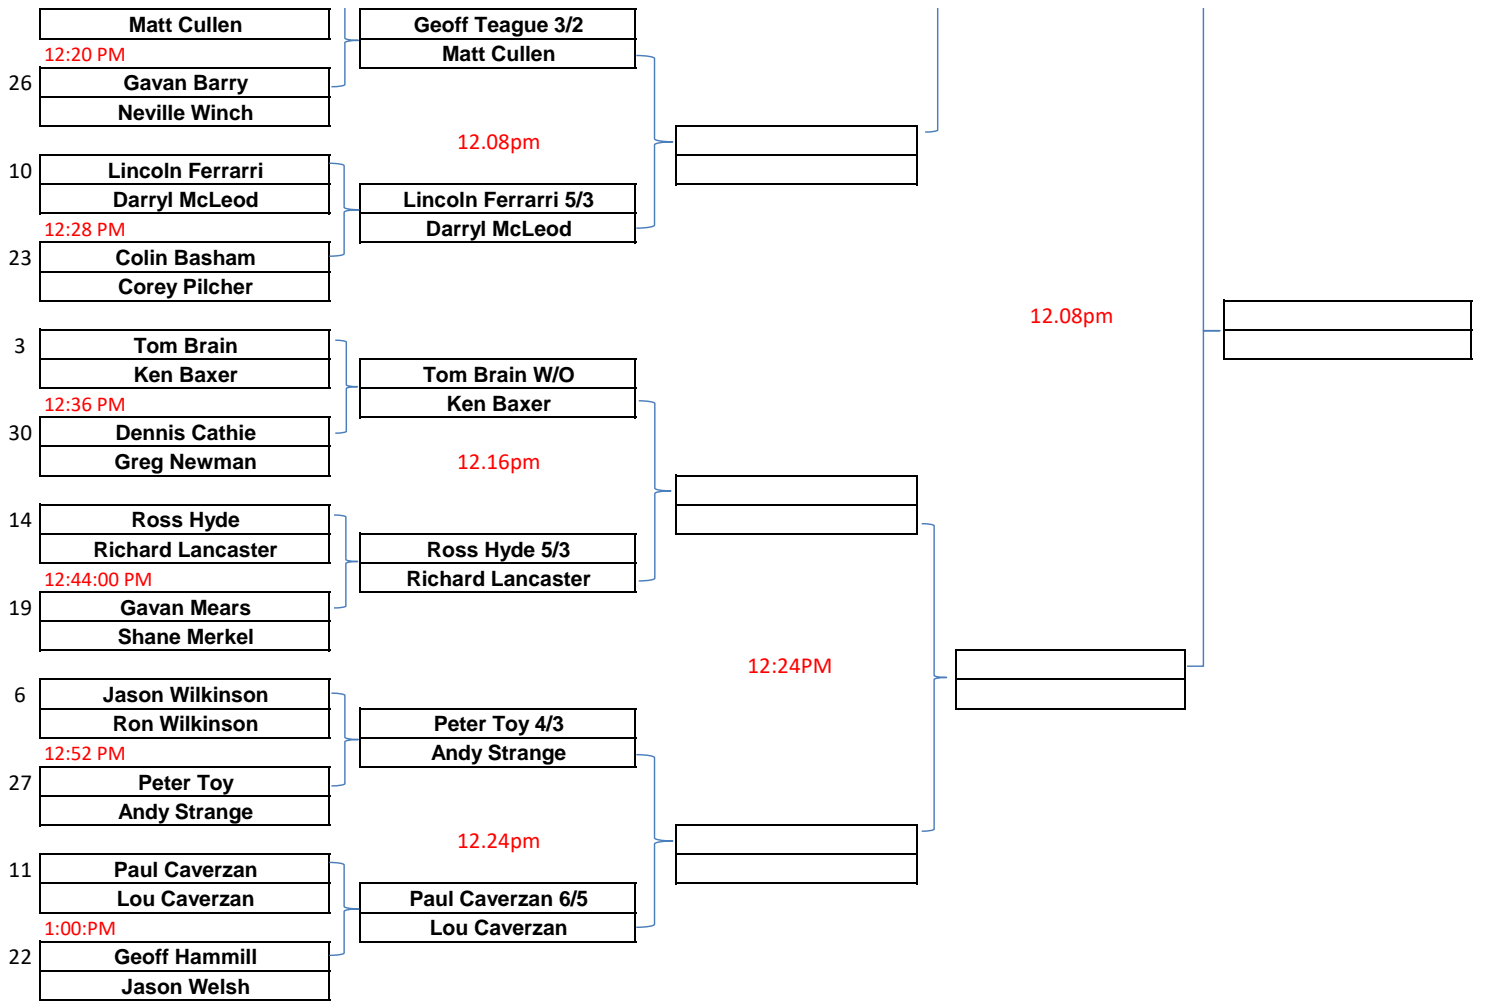 Matt Cullen
Geoff Teague 3/2
12:20 PM
Matt Cullen
26
Gavan Barry
Neville Winch
12.08pm
10
Lincoln Ferrarri
Darryl McLeod
Lincoln Ferrarri 5/3
12:28 PM
Darryl McLeod
23
Colin Basham
Corey Pilcher
12.08pm
3
Tom Brain
Ken Baxer
Tom Brain W/O
12:36 PM
Ken Baxer
30
Dennis Cathie
Greg Newman
12.16pm
14
Ross Hyde
Richard Lancaster
Ross Hyde 5/3
12:44:00 PM
Richard Lancaster
19
Gavan Mears
Shane Merkel
12:24PM
6
Jason Wilkinson
Ron Wilkinson
Peter Toy 4/3
12:52 PM
Andy Strange
27
Peter Toy
Andy Strange
12.24pm
11
Paul Caverzan
Lou Caverzan
Paul Caverzan 6/5
1:00:PM
Lou Caverzan
22
Geoff Hammill
Jason Welsh